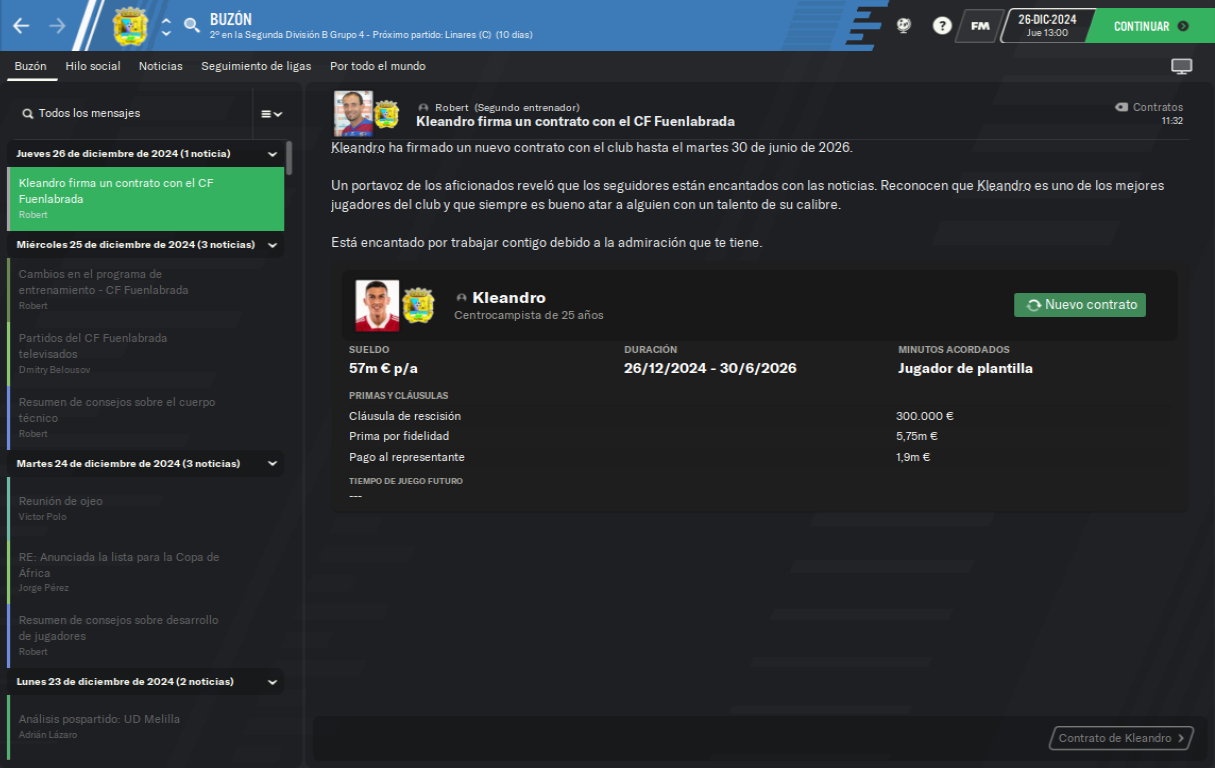 BUZÓN
2º en la Segunda División B Grupo 4 - Próximo partido: Linares (C) (10 días)
?
FM
26-DIC-2024
Jue 13:00
CONTINUAR
Buzón
Hilo social
Noticias
Seguimiento de ligas
Por todo el mundo
Todos los mensajes
Jueves 26 de diciembre de 2024 (1 noticia)
Kleandro firma un contrato con el CF
Fuenlabrada
Robert
Miércoles 25 de diciembre de 2024 (3 noticias)
Cambios en el programa de
entrenamiento - CF Fuenlabrada
Robert
Partidos del CF Fuenlabrada
televisados
Dmitry Belousov
Resumen de consejos sobre el cuerpo
técnico
Robert
Martes 24 de diciembre de 2024 (3 noticias)
Reunión de ojeo
Víctor Polo
RE: Anunciada la lista para la Copa de
África
Jorge Pérez
Resumen de consejos sobre desarrollo
de jugadores
Robert
Lunes 23 de diciembre de 2024 (2 noticias)
Análisis pospartido: UD Melilla
Adrián Lázaro
Robert (Segundo entrenador)
Kleandro firma un contrato con el CF Fuenlabrada
Contratos
11:32
Kleandro ha firmado un nuevo contrato con el club hasta el martes 30 de junio de 2026.
Un portavoz de los aficionados reveló que los seguidores están encantados con las noticias. Reconocen que Kleandro es uno de los mejores
jugadores del club y que siempre es bueno atar a alguien con un talento de su calibre.
Está encantado por trabajar contigo debido a la admiración que te tiene.
Kleandro
Centrocampista de 25 años
Nuevo contrato
SUELDO
57m € p/a
DURACIÓN
26/12/2024 - 30/6/2026
MINUTOS ACORDADOS
Jugador de plantilla
PRIMAS Y CLÁUSULAS
Cláusula de rescisión 300.000 €
Prima por fidelidad 5,75m €
Pago al representante 1,9m €
TIEMPO DE JUEGO FUTURO
---
Contrato de Kleandro